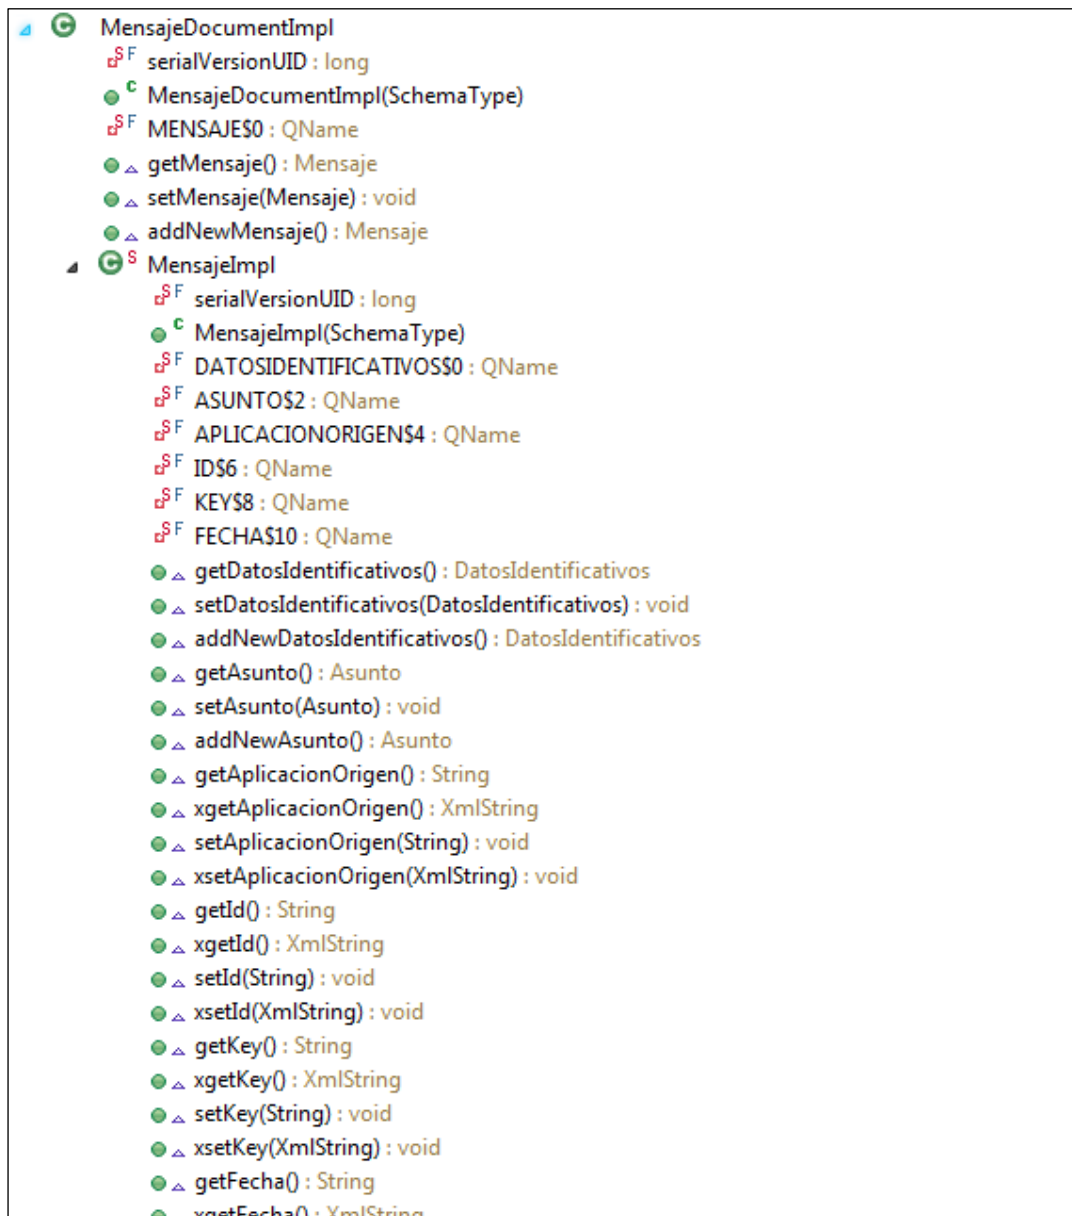 MensajeDocumentImpl
serialVersionUID : long
MensajeDocumentImpl(SchemaType)
MENSAJE$0 : QName
getMensaje() : Mensaje
setMensaje(Mensaje) : void
addNewMensaje() : Mensaje
MensajeImpl
serialVersionUID : long
MensajeImpl(SchemaType)
DATOSIDENTIFICATIVOS$0 : QName
ASUNTO$2 : QName
APLICACIONORIGEN$4 : QName
ID$6 : QName
KEY$8 : QName
FECHA$10 : QName
getDatosIdentificativos() : DatosIdentificativos
setDatosIdentificativos(DatosIdentificativos) : void
addNewDatosIdentificativos() : DatosIdentificativos
getAsunto() : Asunto
setAsunto(Asunto) : void
addNewAsunto() : Asunto
getAplicacionOrigen() : String
xgetAplicacionOrigen() : XmlString
setAplicacionOrigen(String) : void
xsetAplicacionOrigen(XmlString) : void
getId() : String
xgetId() : XmlString
setId(String) : void
xsetId(XmlString) : void
getKey() : String
xgetKey() : XmlString
setKey(String) : void
xsetKey(XmlString) : void
getFecha() : String
xgetFecha() : XmlString